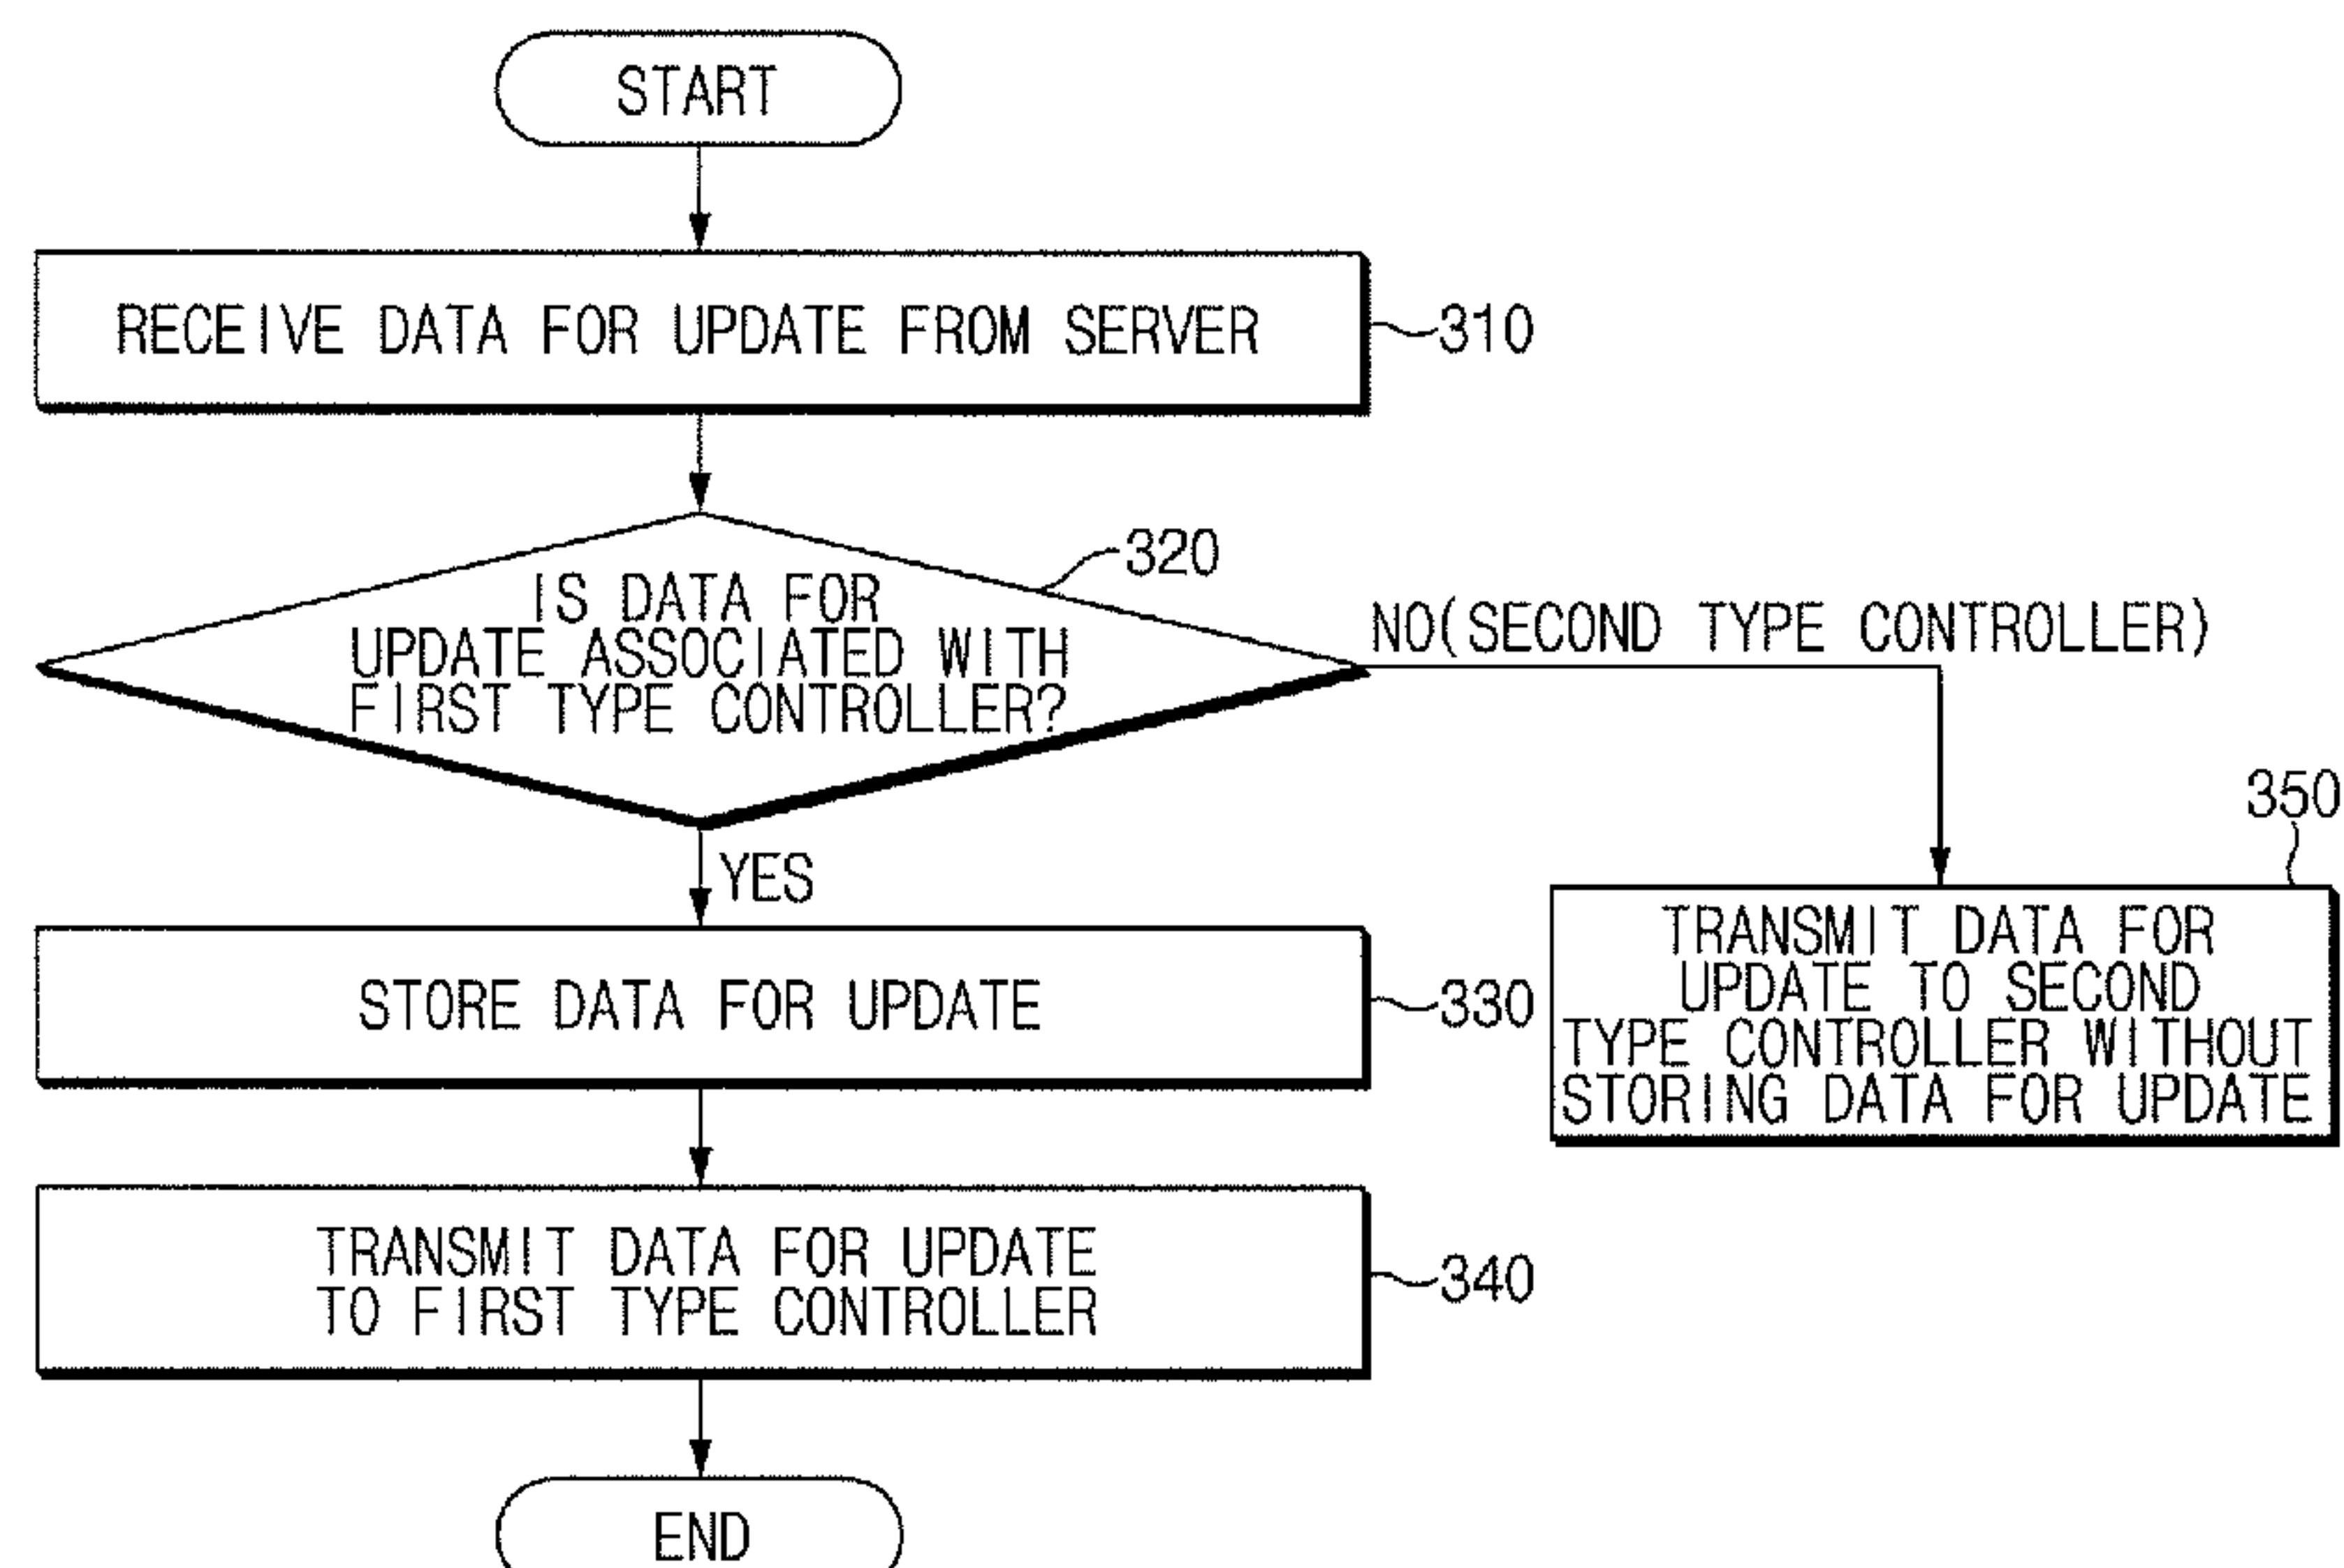 START
RECEIVE DATA FOR UPDATE FROM SERVER
310
320
IS DATA FOR
UPDATE ASSOCIATED WITH
FIRST TYPE CONTROLLER?
NO(SECOND TYPE CONTROLLER)
YES
350
TRANSMIT DATA FOR
UPDATE TO SECOND
TYPE CONTROLLER WITHOUT
STORING DATA FOR UPDATE
STORE DATA FOR UPDATE
330
TRANSMIT DATA FOR UPDATE
TO FIRST TYPE CONTROLLER
340
END